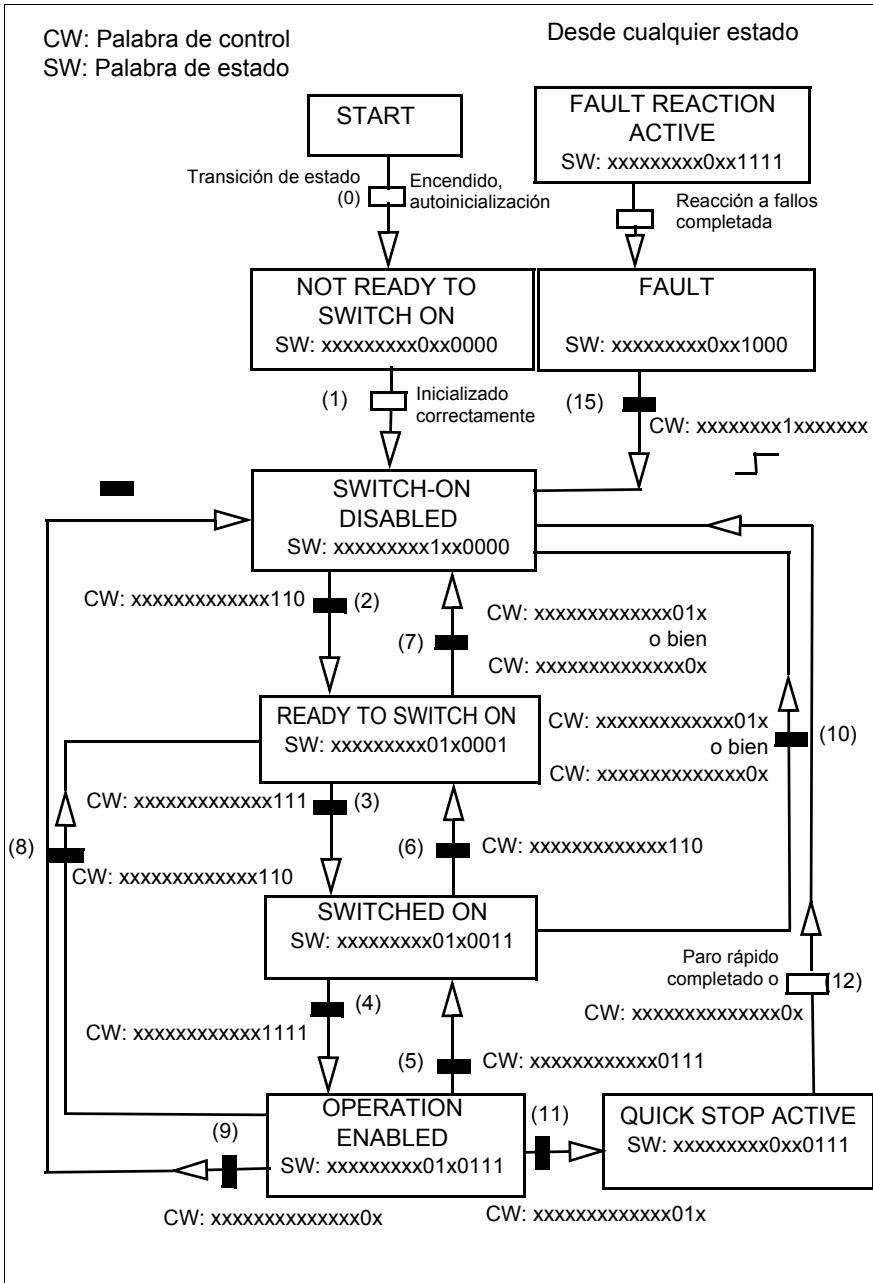 CW: Palabra de control
SW: Palabra de estado
Desde cualquier estado
START
FAULT REACTION
ACTIVE
SW: xxxxxxxxx0xx1111
Transición de estado
(0)
Encendido,
autoinicialización
Reacción a fallos
completada
NOT READY TO
SWITCH ON
SW: xxxxxxxxx0xx0000
FAULT
SW: xxxxxxxxx0xx1000
(1)
Inicializado
correctamente
(15)
CW: xxxxxxxx1xxxxxxx
SWITCH-ON
DISABLED
SW: xxxxxxxxx1xx0000
CW: xxxxxxxxxxxxx110
(2)
(7)
CW: xxxxxxxxxxxxx01x
o bien
CW: xxxxxxxxxxxxxx0x
READY TO SWITCH ON
SW: xxxxxxxxx01x0001
CW: xxxxxxxxxxxxx01x
o bien
CW: xxxxxxxxxxxxxx0x
(10)
CW: xxxxxxxxxxxxx111
(3)
(8)
CW: xxxxxxxxxxxxx110
(6)
CW: xxxxxxxxxxxxx110
SWITCHED ON
SW: xxxxxxxxx01x0011
Paro rápido
completado o
(12)
CW: xxxxxxxxxxxxxx0x
(4)
CW: xxxxxxxxxxxx1111
(5)
CW: xxxxxxxxxxxx0111
OPERATION
ENABLED
SW: xxxxxxxxx01x0111
(9)
(11)
QUICK STOP ACTIVE
SW: xxxxxxxxx0xx0111
CW: xxxxxxxxxxxxxx0x
CW: xxxxxxxxxxxxx01x